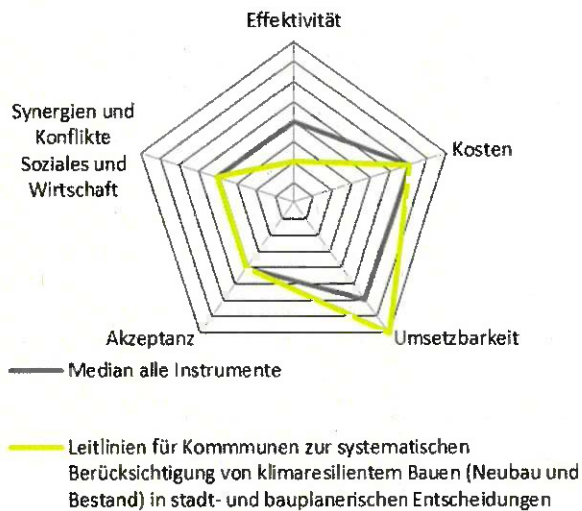 Effektivität
Synergien und
Konflikte
Soziales und
Wirtschaft
Kosten
Akzeptanz
Umsetzbarkeit
Median alle Instrumente
Leitlinien für Kommmunen zur systematischen
Berücksichtigung von klimaresilientem Bauen (Neubau und
Bestand) in stadt- und bauplanerischen Entscheidungen